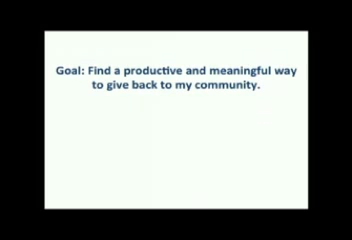 Goal: Find a productive and meaningful way
to give back to my community.